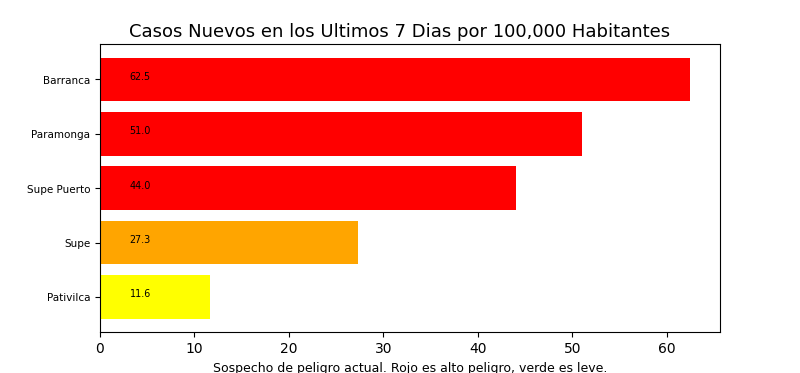 Casos Nuevos en los Ultimos 7 Dias por 100,000 Habitantes
Barranca 62.5
Paramonga 51.0
Supe Puerto 44.0
Supe 27.3
Pativilca 11.6
0 10 20 30 40 50 60
Sospecho de peligro actual. Rojo es alto peligro, verde es leve.